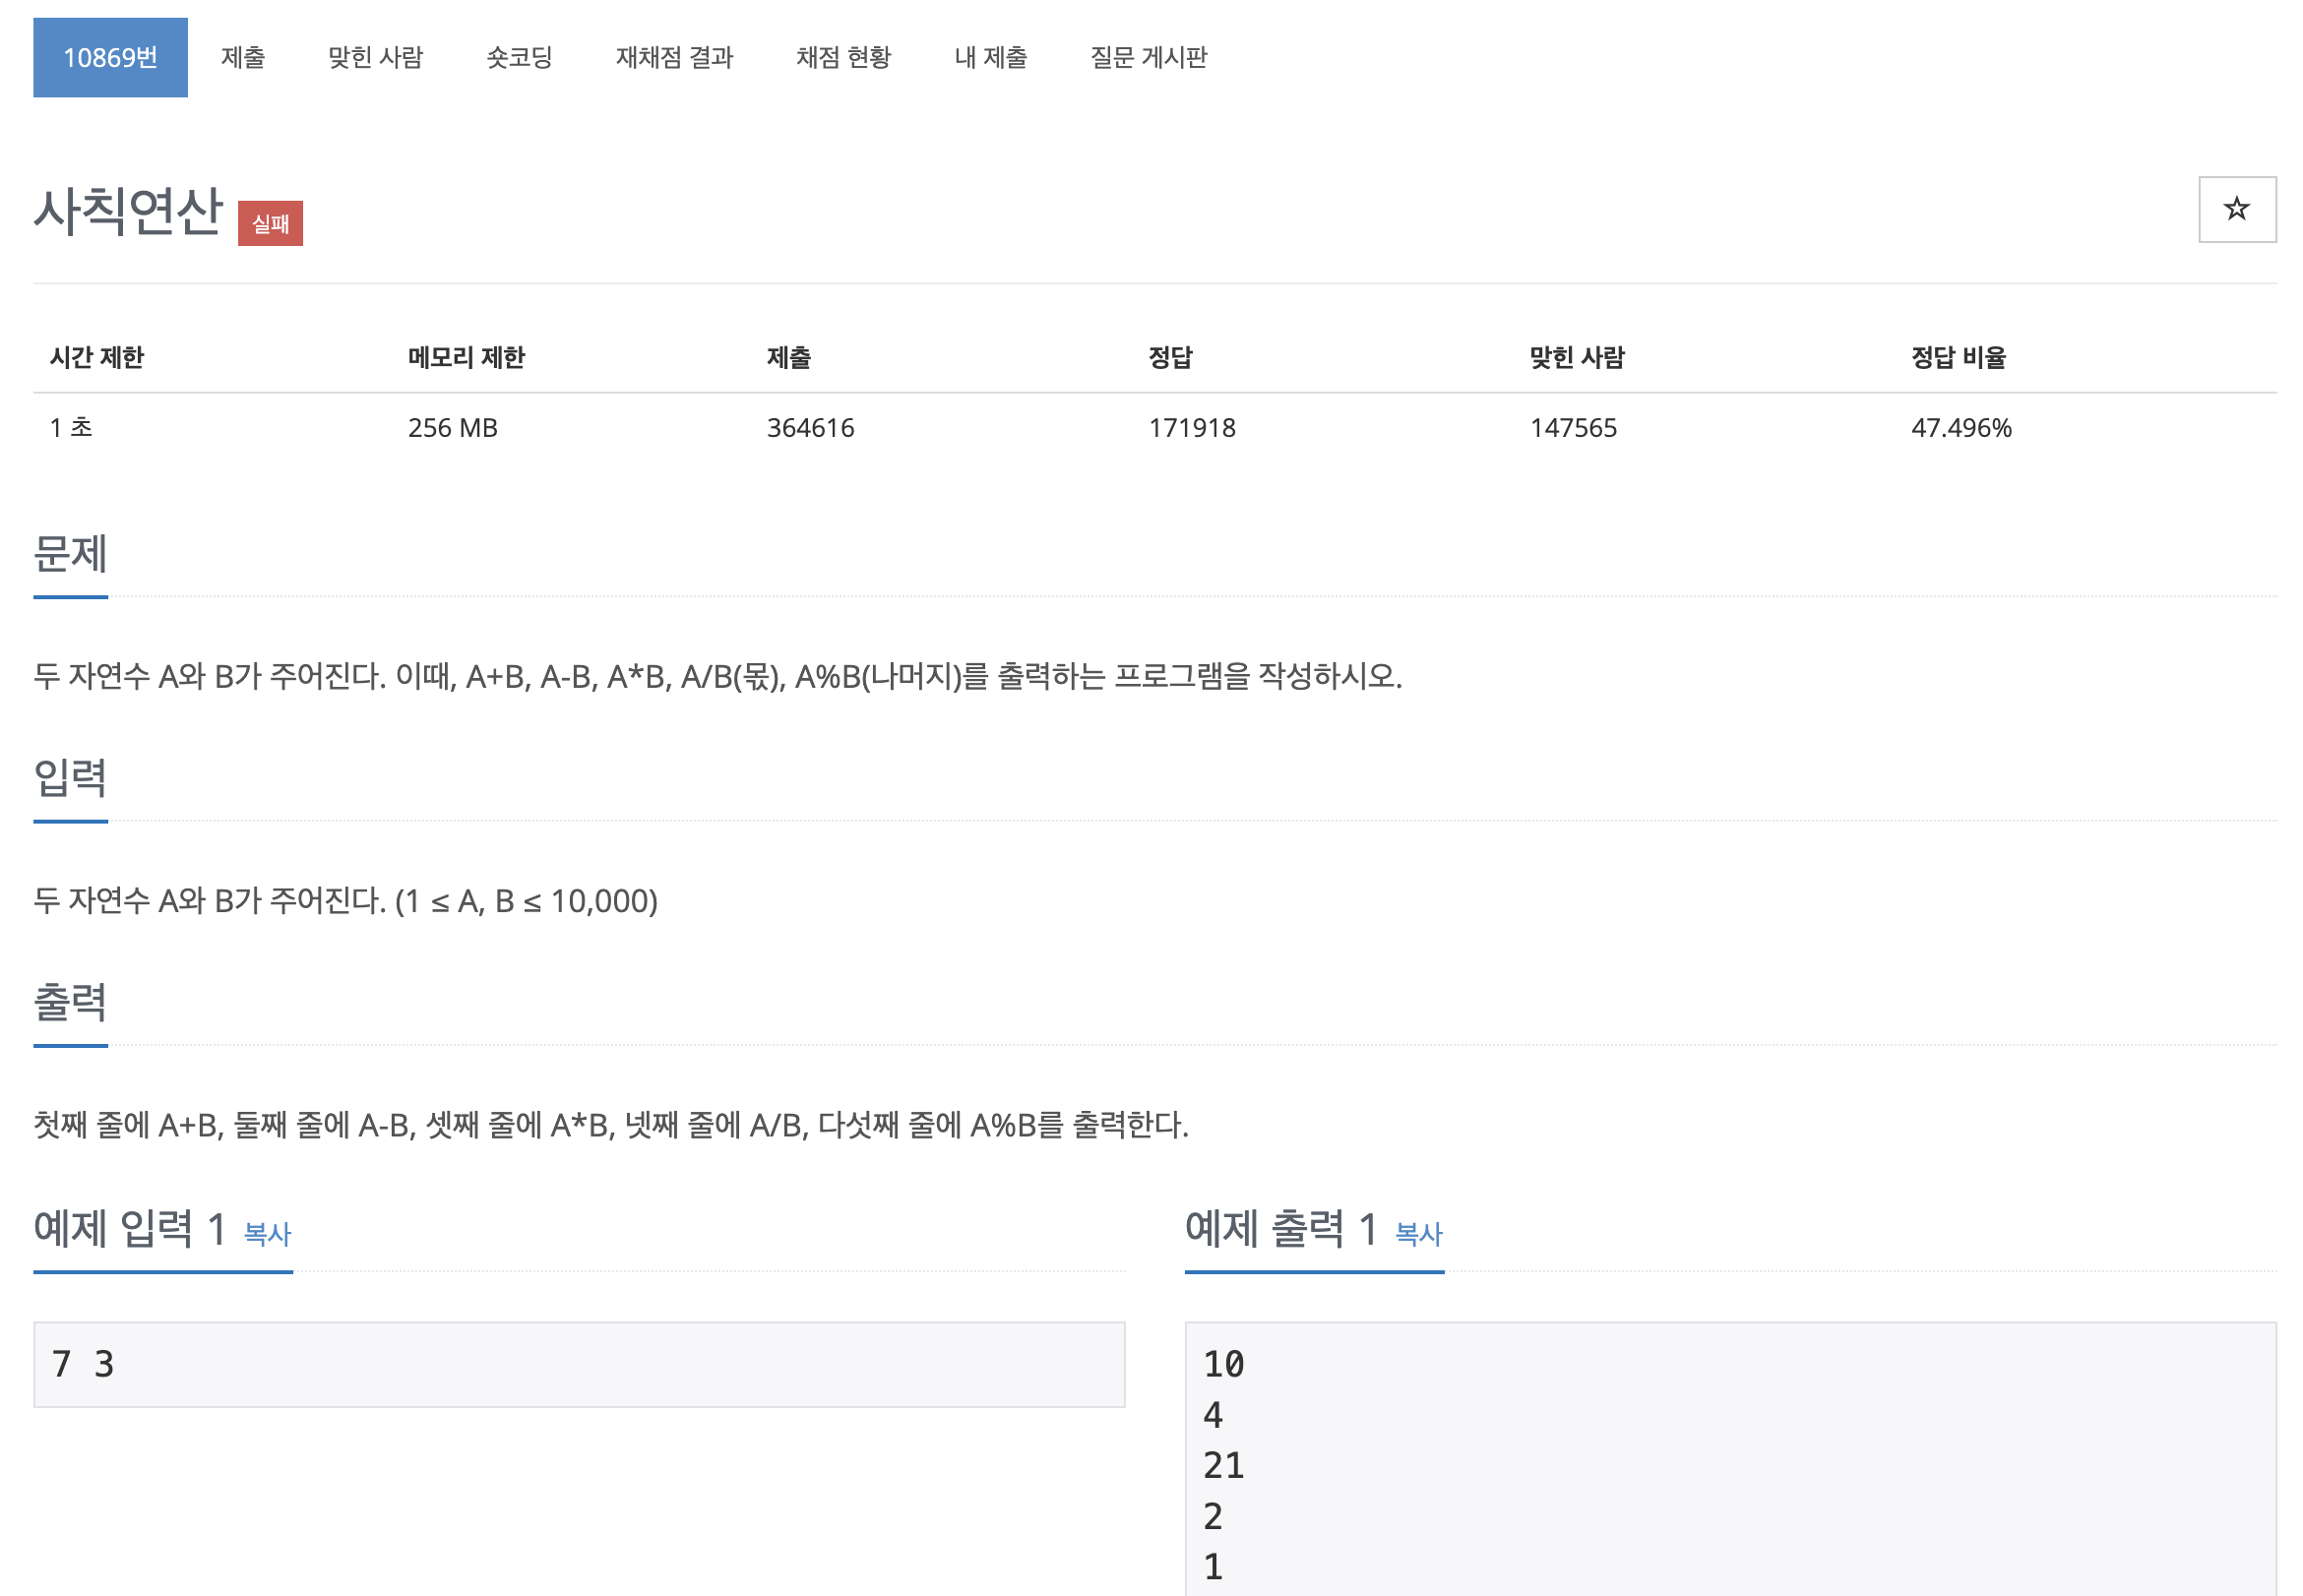 10869번 제출 맞힌 사람 숏코딩 재채점 결과 채점 현황 내 제출 질문 게시판
사칙연산 실패
시간 제한 메모리 제한 제출 정답 맞힌 사람 정답 비율
1 초 256 MB 364616 171918 147565 47.496%
문제
두 자연수 A와 B가 주어진다. 이때, A+B, A-B, A*B, A/B(몫), A%B(나머지)를 출력하는 프로그램을 작성하시오.
입력
두 자연수 A와 B가 주어진다. (1 ≤ A, B ≤ 10,000)
출력
첫째 줄에 A+B, 둘째 줄에 A-B, 셋째 줄에 A*B, 넷째 줄에 A/B, 다섯째 줄에 A%B를 출력한다.
예제 입력 1 복사
7 3
예제 출력 1 복사
10
4
21
2
1